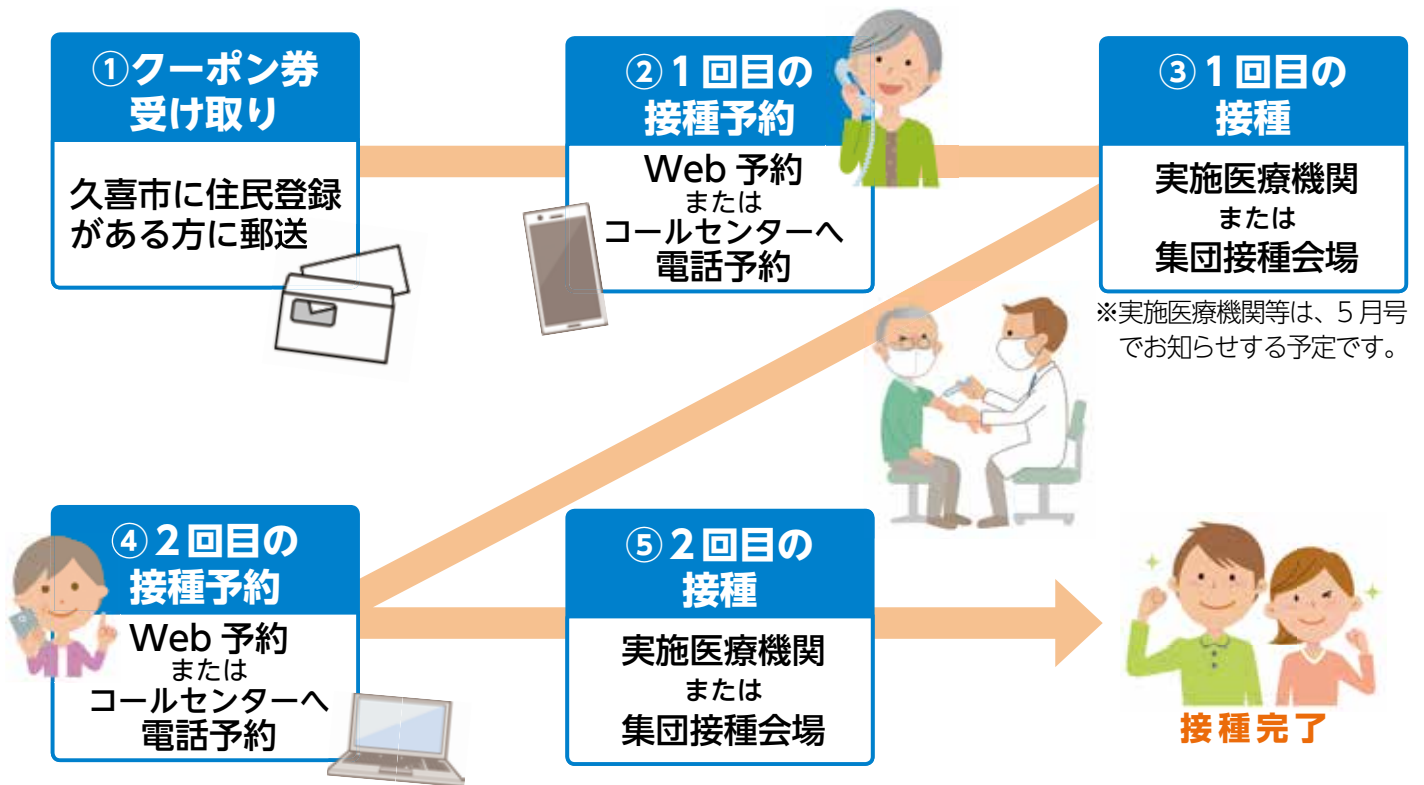 ①クーポン券
受け取り
久喜市に住民登録
がある方に郵送
②1回目の
接種予約
Web 予約
または
コールセンターへ
電話予約
③1回目の
接種
実施医療機関
または
集団接種会場
※実施医療機関等は、5月号
でお知らせする予定です。
④2回目の
接種予約
Web 予約
または
コールセンターへ
電話予約
⑤2回目の
接種
実施医療機関
または
集団接種会場
接種完了